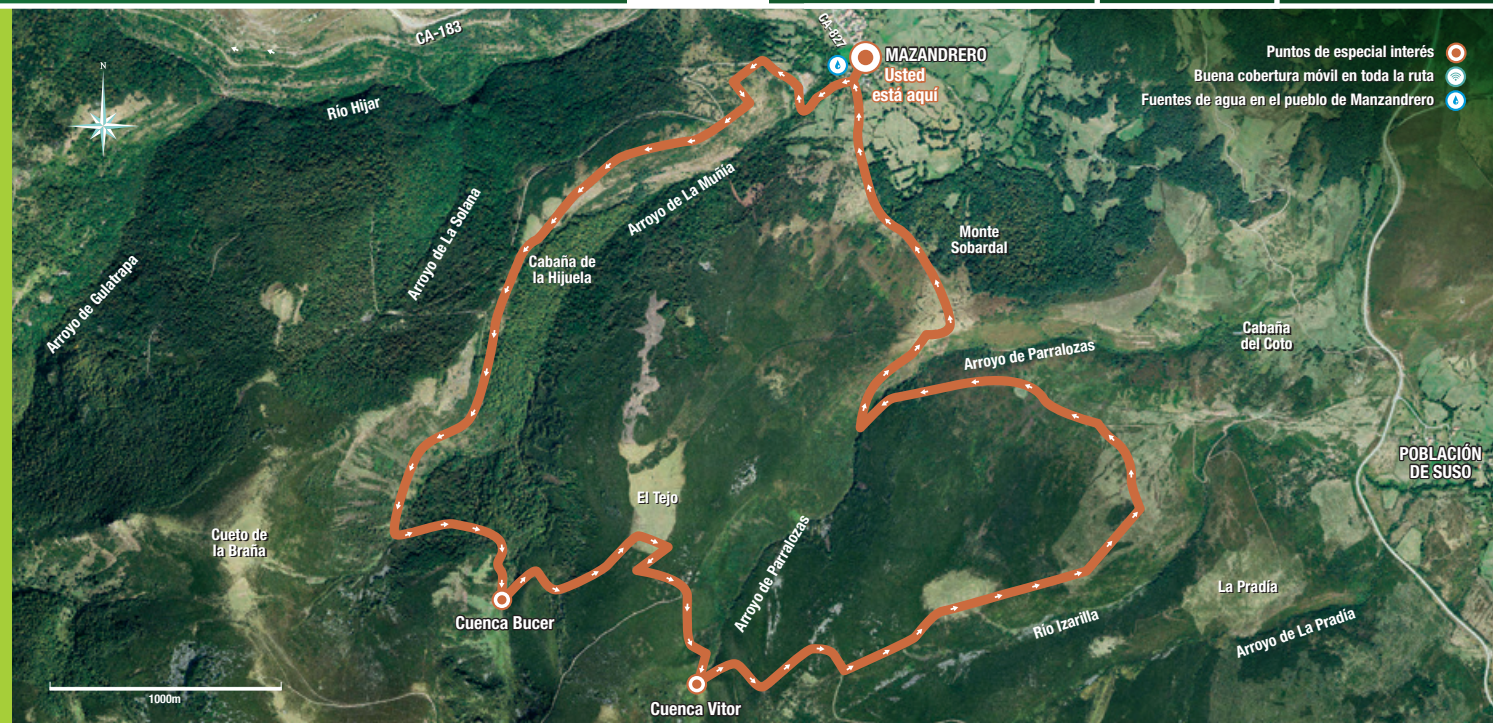 CA-183
CA-827
MAZANDRERO
Usted
está aquí
Puntos de especial interés
Buena cobertura móvil en toda la ruta
Fuentes de agua en el pueblo de Manzandrero
N
Río Hijar
Arroyo de La Muñia
Arroyo de La Solana
Arroyo de Gulatrapa
Cabaña de
la Hijuela
Monte
Sobardal
Cabaña
del Coto
Arroyo de Parralozas
POBLACIÓN
DE SUSO
El Tejo
Cueto de
la Braña
Arroyo de Parralozas
La Pradía
Río Izarilla
Arroyo de La Pradía
Cuenca Bucer
Cuenca Vitor
1000m